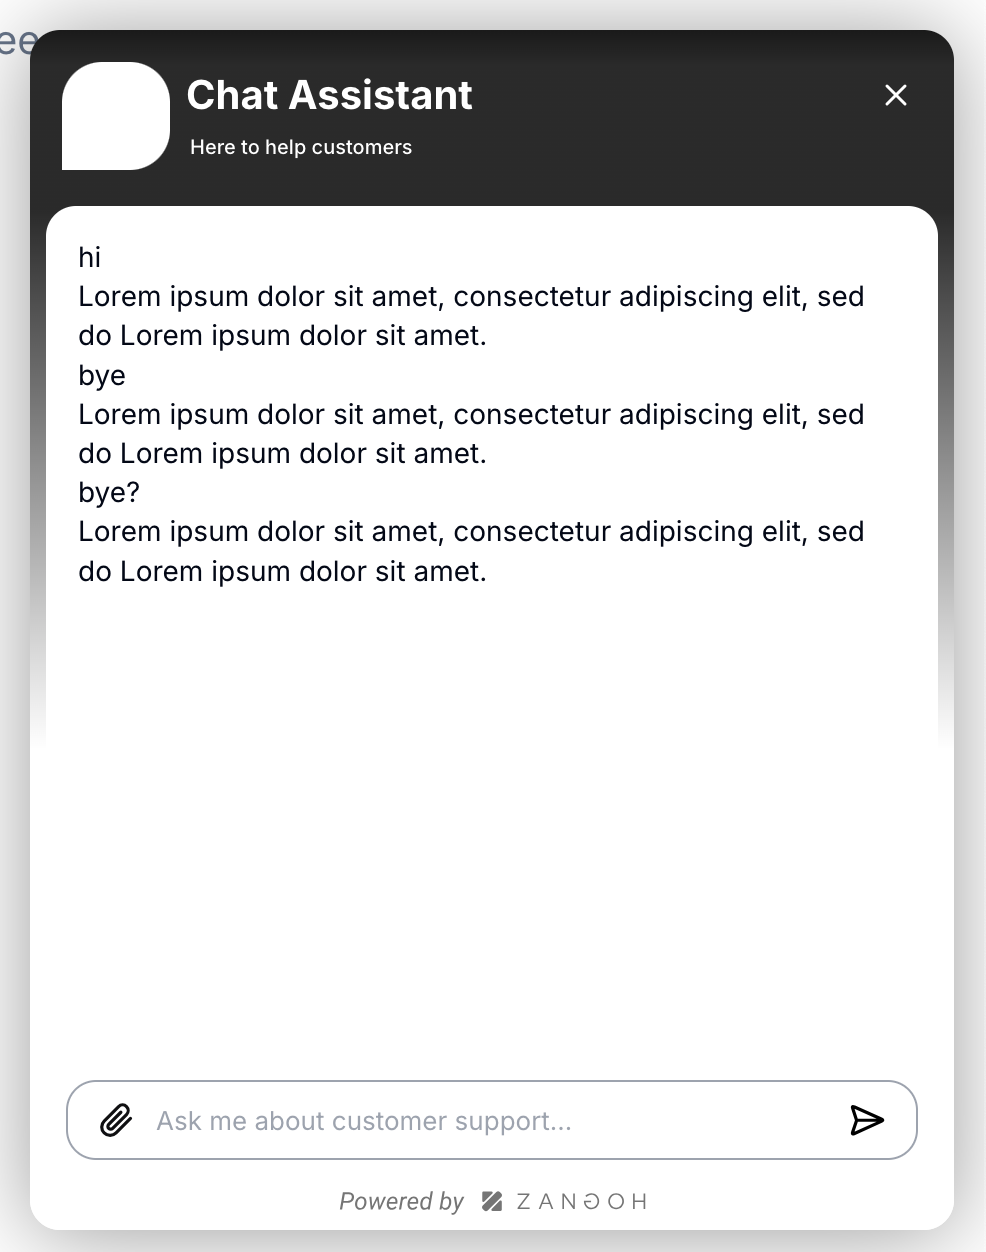 ee
Chat Assistant
Here to help customers
hi
Lorem ipsum dolor sit amet, consectetur adipiscing elit, sed
do Lorem ipsum dolor sit amet.
bye
Lorem ipsum dolor sit amet, consectetur adipiscing elit, sed
do Lorem ipsum dolor sit amet.
bye?
Lorem ipsum dolor sit amet, consectetur adipiscing elit, sed
do Lorem ipsum dolor sit amet.
Ask me about customer support...
Powered by ZANGOH